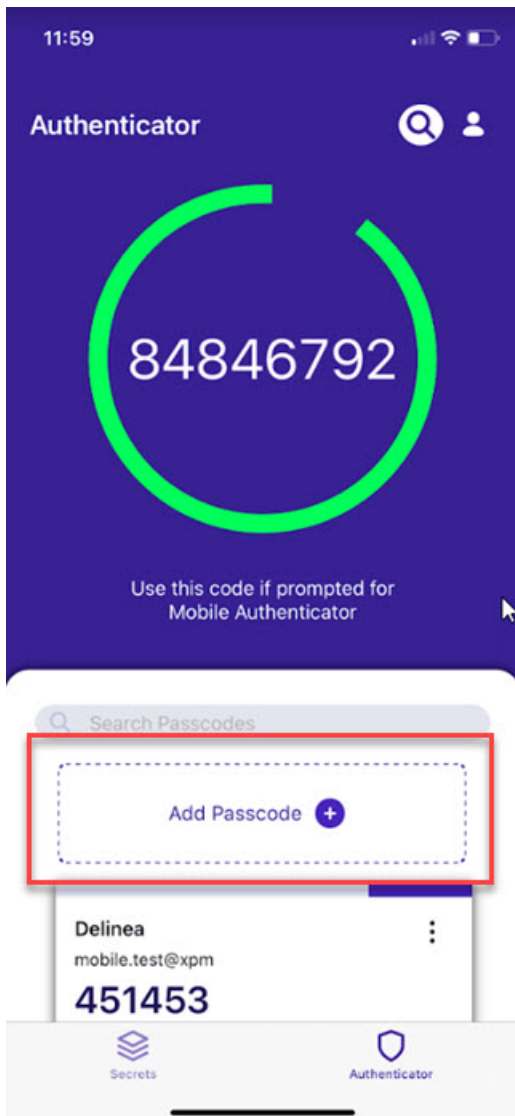 11:59
Authenticator
84846792
Use this code if prompted for
Mobile Authenticator
Search Passcodes
Add Passcode
Delinea
mobile.test@xpm
451453
Secrets
Authenticator